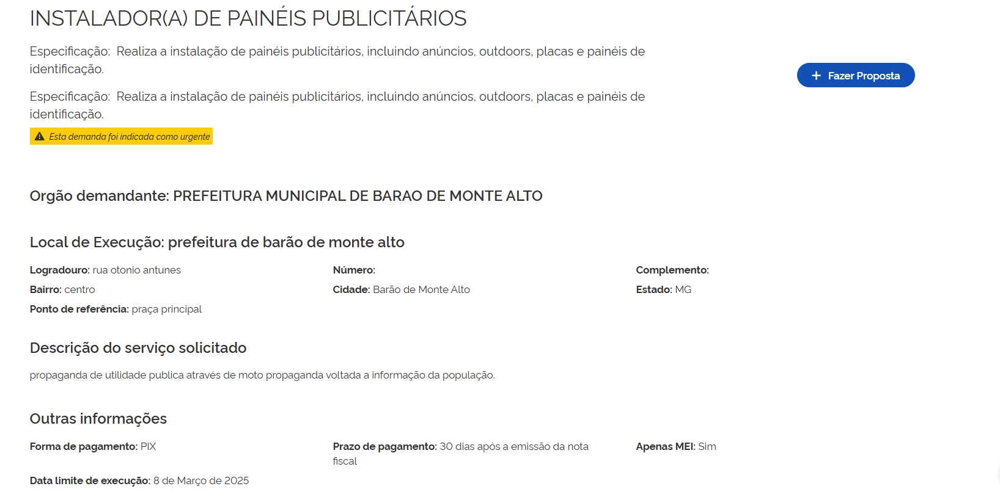 INSTALADOR(A) DE PAINÉIS PUBLICITÁRIOS
Especificação: Realiza a instalação de painéis publicitários, incluindo anúncios, outdoors, placas e painéis de
identificação.
+ Fazer Proposta
Especificação: Realiza a instalação de painéis publicitários, incluindo anúncios, outdoors, placas e painéis de
identificação.
Esta demanda foi indicada como urgente
Orgão demandante: PREFEITURA MUNICIPAL DE BARAO DE MONTE ALTO
Local de Execução: prefeitura de barão de monte alto
Logradouro: rua otonio antunes
Número:
Complemento:
Bairro: centro
Cidade: Barão de Monte Alto
Estado: MG
Ponto de referência: praça principal
Descrição do serviço solicitado
propaganda de utilidade publica através de moto propaganda voltada a informação da população.
Outras informações
Forma de pagamento: PIX
Prazo de pagamento: 30 dias após a emissão da nota
fiscal
Apenas MEI: Sim
Data limite de execução: 8 de Março de 2025